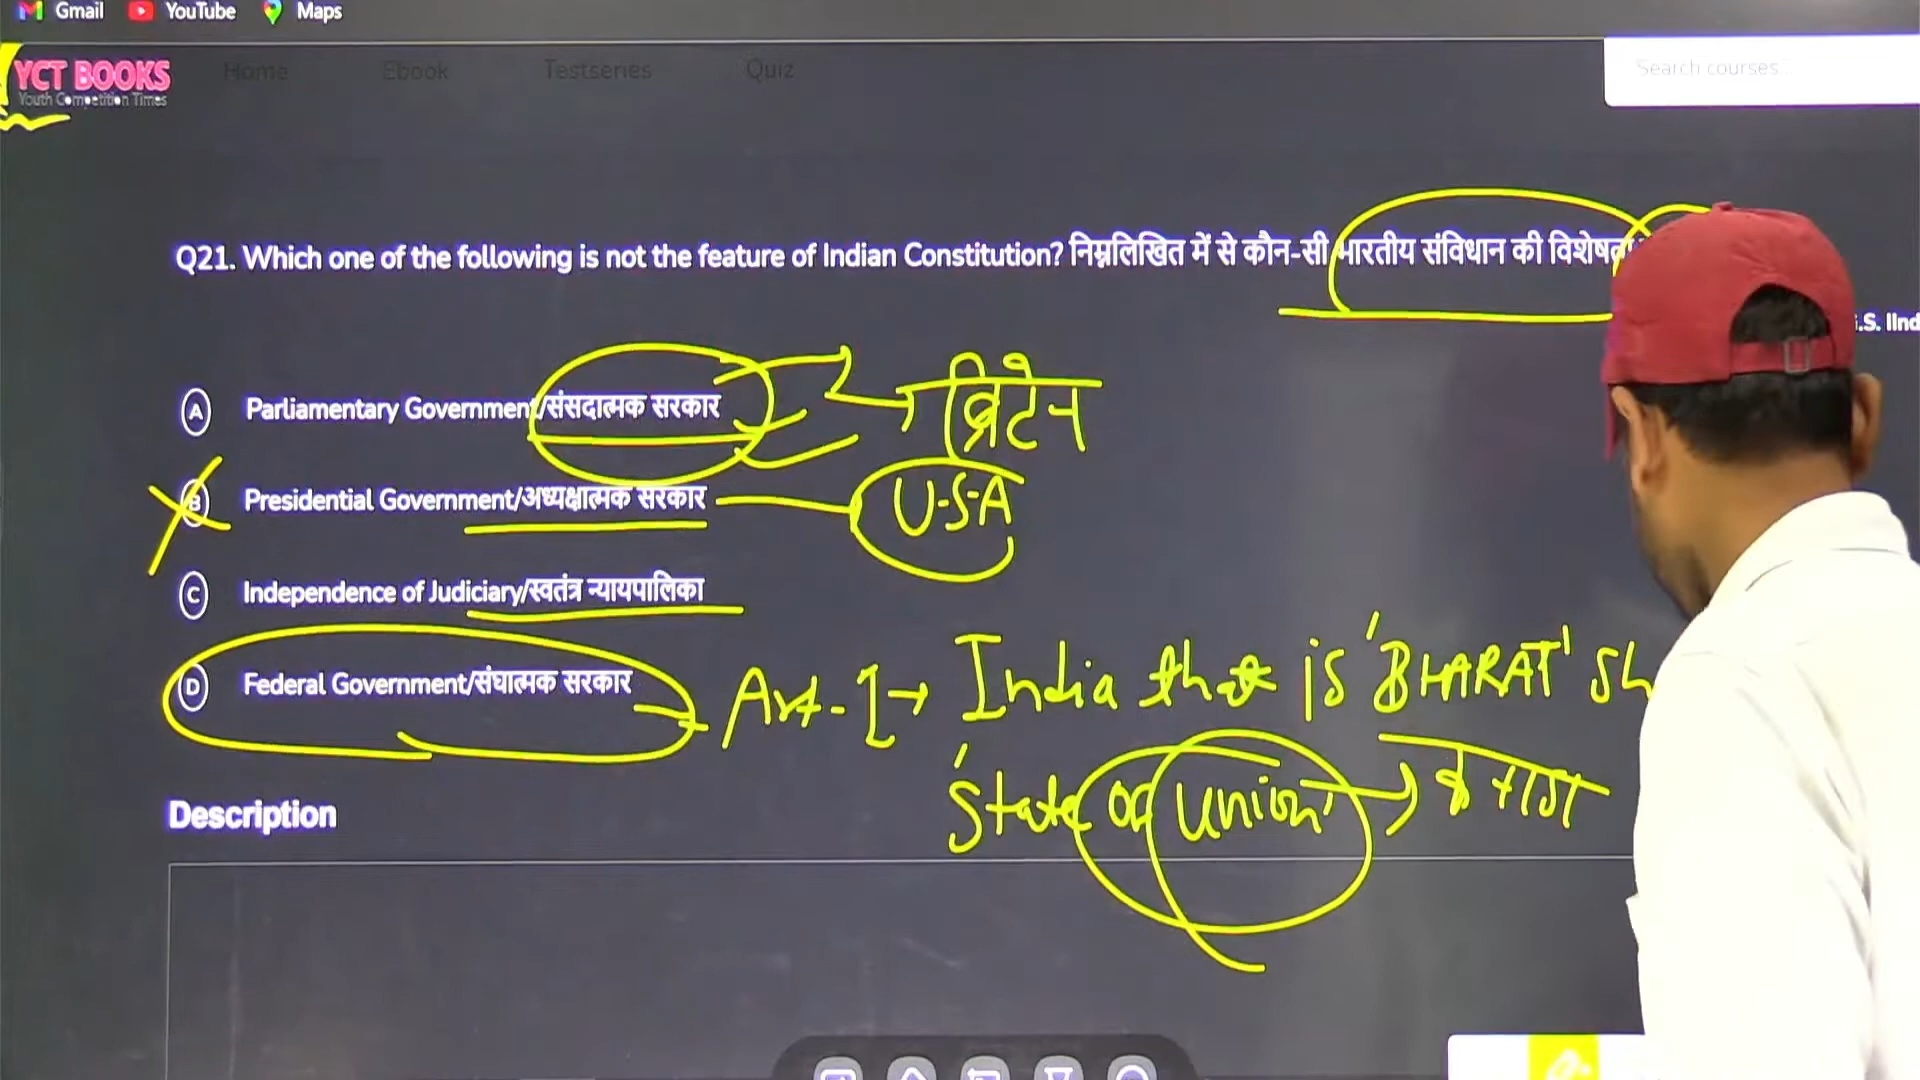 Gmail YouTube Maps
YCT BOOKS
Youth Competition Times
Home Ebook Testseries Quiz
Search courses...
Q21. Which one of the following is not the feature of Indian Constitution? निम्नलिखित में से कौन-सी भारतीय संविधान की विशेषता
.S. IInd
A Parliamentary Government/संसदात्मक सरकार
ब्रिटेन
B Presidential Government/अध्यक्षात्मक सरकार
U-S-A
C Independence of Judiciary/स्वतंत्र न्यायपालिका
D Federal Government/संघात्मक सरकार
Art-1→ India that is 'BHARAT' Sh
'State of Union'
Description